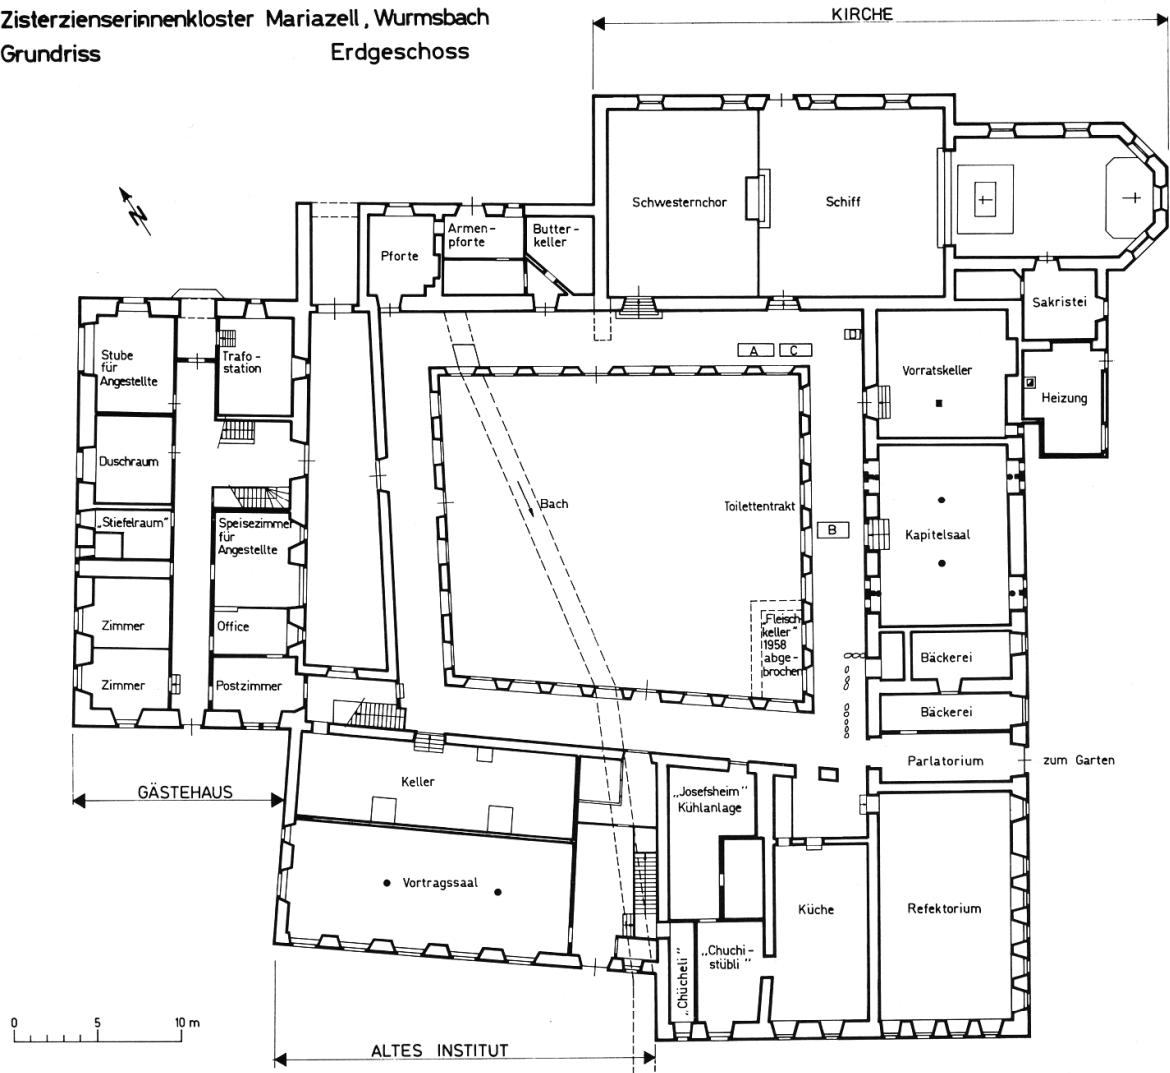 Zisterzienserinnenkloster Mariazell, Wurmsbach
Grundriss Erdgeschoss
KIRCHE
N
Schwesternchor
Schiff
Armen-
pforte
Butter-
keller
Pforte
Sakristei
Stube
für
Angestellte
Trafo-
station
A
C
Vorratskeller
Heizung
Duschraum
Bach
Toilettentrakt
„Stiefelraum"
Speisezimmer
für
Angestellte
B
Kapitelsaal
Zimmer
Office
„Fleisch
keller"
1958
abge-
brochen
Bäckerei
Zimmer
Postzimmer
Bäckerei
Parlatorium
zum Garten
GÄSTEHAUS
Keller
„Josefsheim"
Kühlanlage
Vortragssaal
Küche
Refektorium
„Chücheli"
„Chuchi-
stübli"
0 5 10 m
ALTES INSTITUT